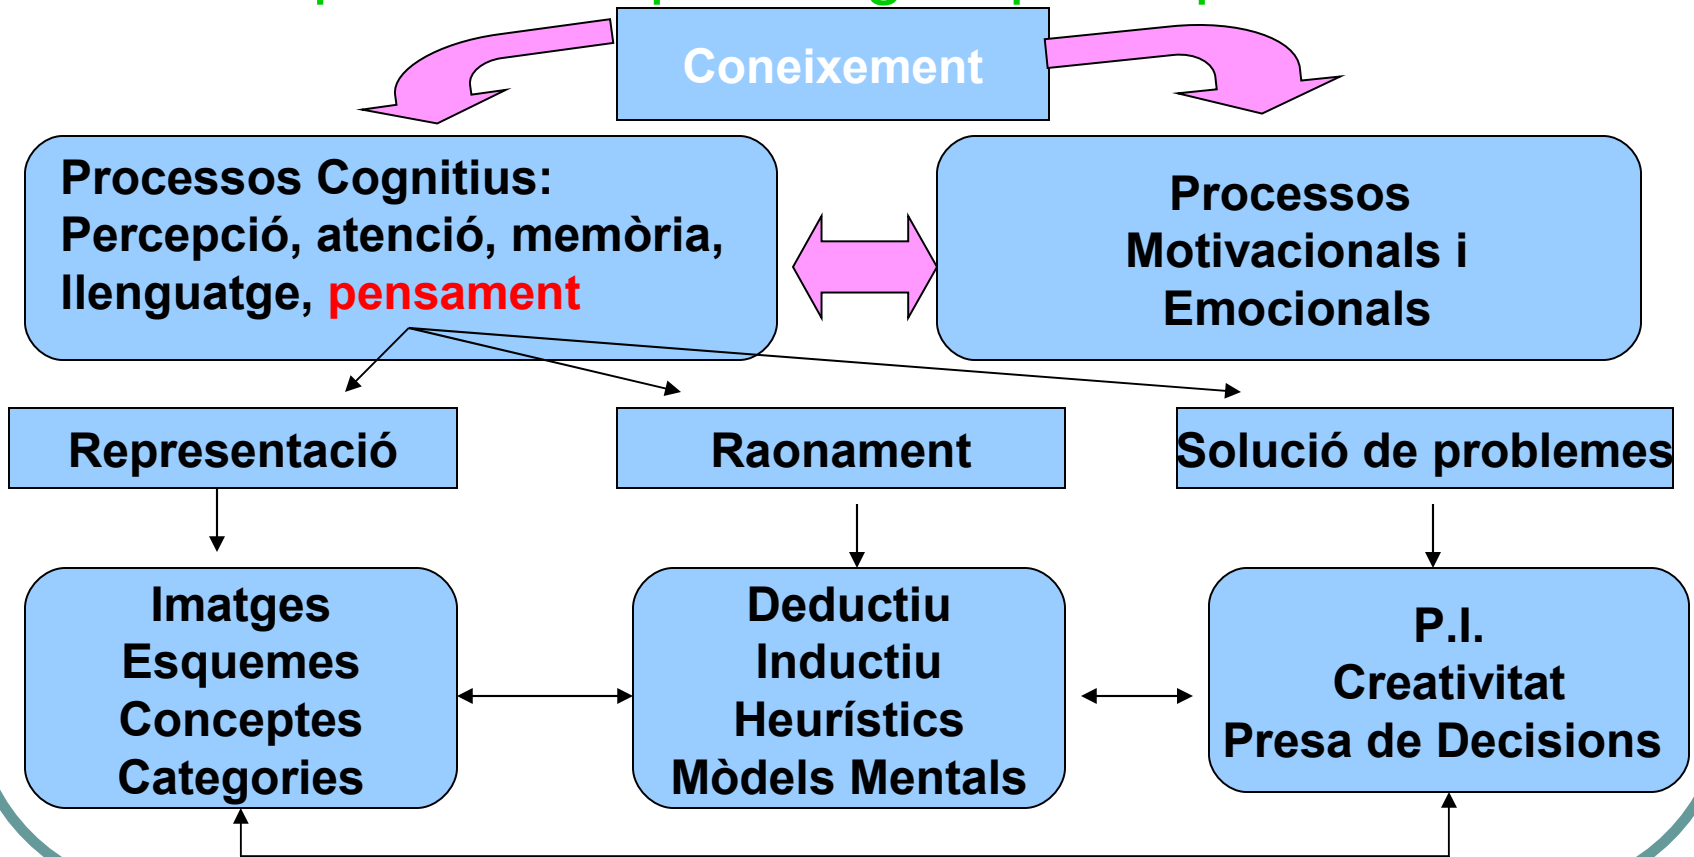 Coneixement
Processos Cognitius:
Percepció, atenció, memòria,
llenguatge, pensament
Processos
Motivacionals i
Emocionals
Representació
Raonament
Solució de problemes
Imatges
Esquemes
Conceptes
Categories
Deductiu
Inductiu
Heurístics
Mòdels Mentals
P.I.
Creativitat
Presa de Decisions